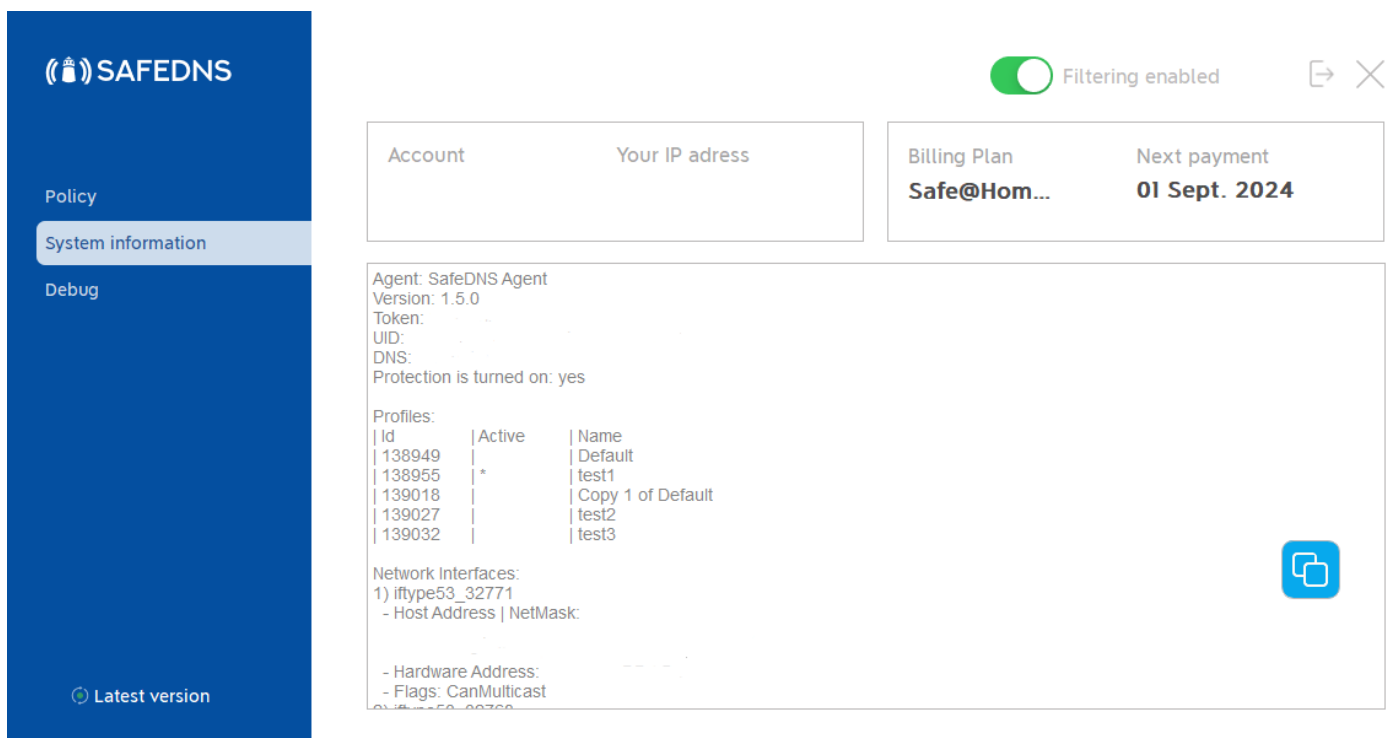 SAFEDNS
Filtering enabled
Policy
System information
Debug
Latest version
Account
Your IP adress
Billing Plan
Next payment
Safe@Hom...
01 Sept. 2024
Agent: SafeDNS Agent
Version: 1.5.0
Token:
UID:
DNS:
Protection is turned on: yes
Profiles:
| Id | Active | Name
| 138949 | | Default
| 138955 | * | test1
| 139018 | | Copy 1 of Default
| 139027 | | test2
| 139032 | | test3
Network Interfaces:
1) iftype53_32771
- Host Address | NetMask:
- Hardware Address:
- Flags: CanMulticast